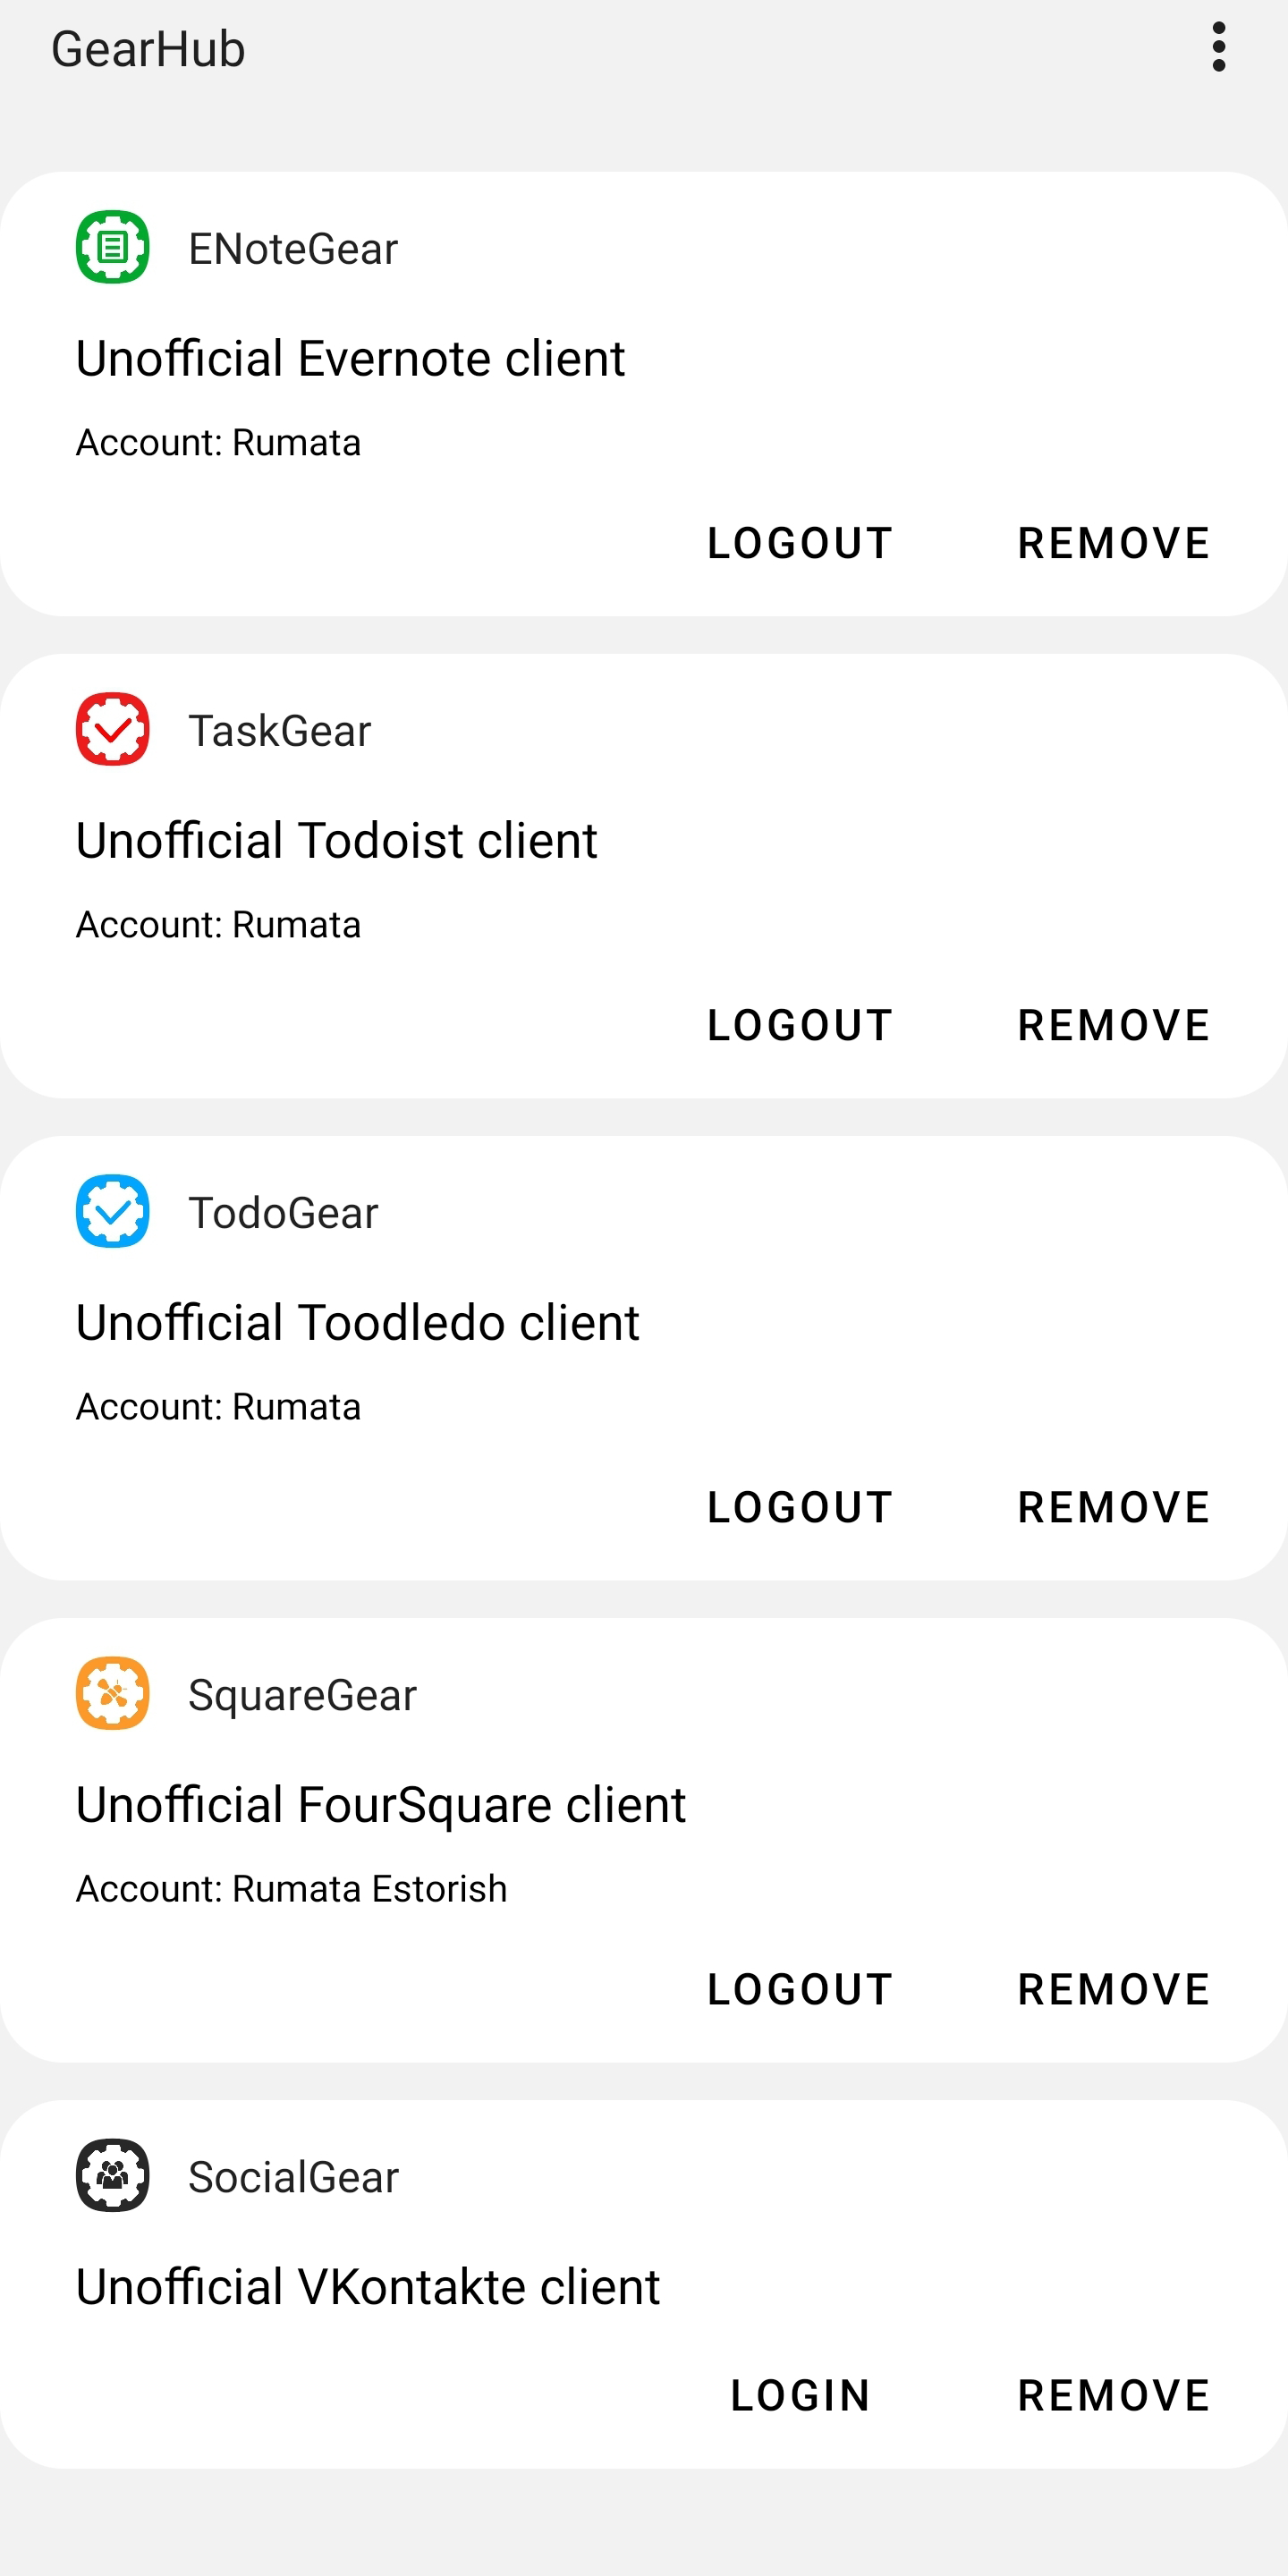 GearHub
ENoteGear
Unofficial Evernote client
Account: Rumata
LOGOUT REMOVE
TaskGear
Unofficial Todoist client
Account: Rumata
LOGOUT REMOVE
TodoGear
Unofficial Toodledo client
Account: Rumata
LOGOUT REMOVE
SquareGear
Unofficial FourSquare client
Account: Rumata Estorish
LOGOUT REMOVE
SocialGear
Unofficial VKontakte client
LOGIN REMOVE